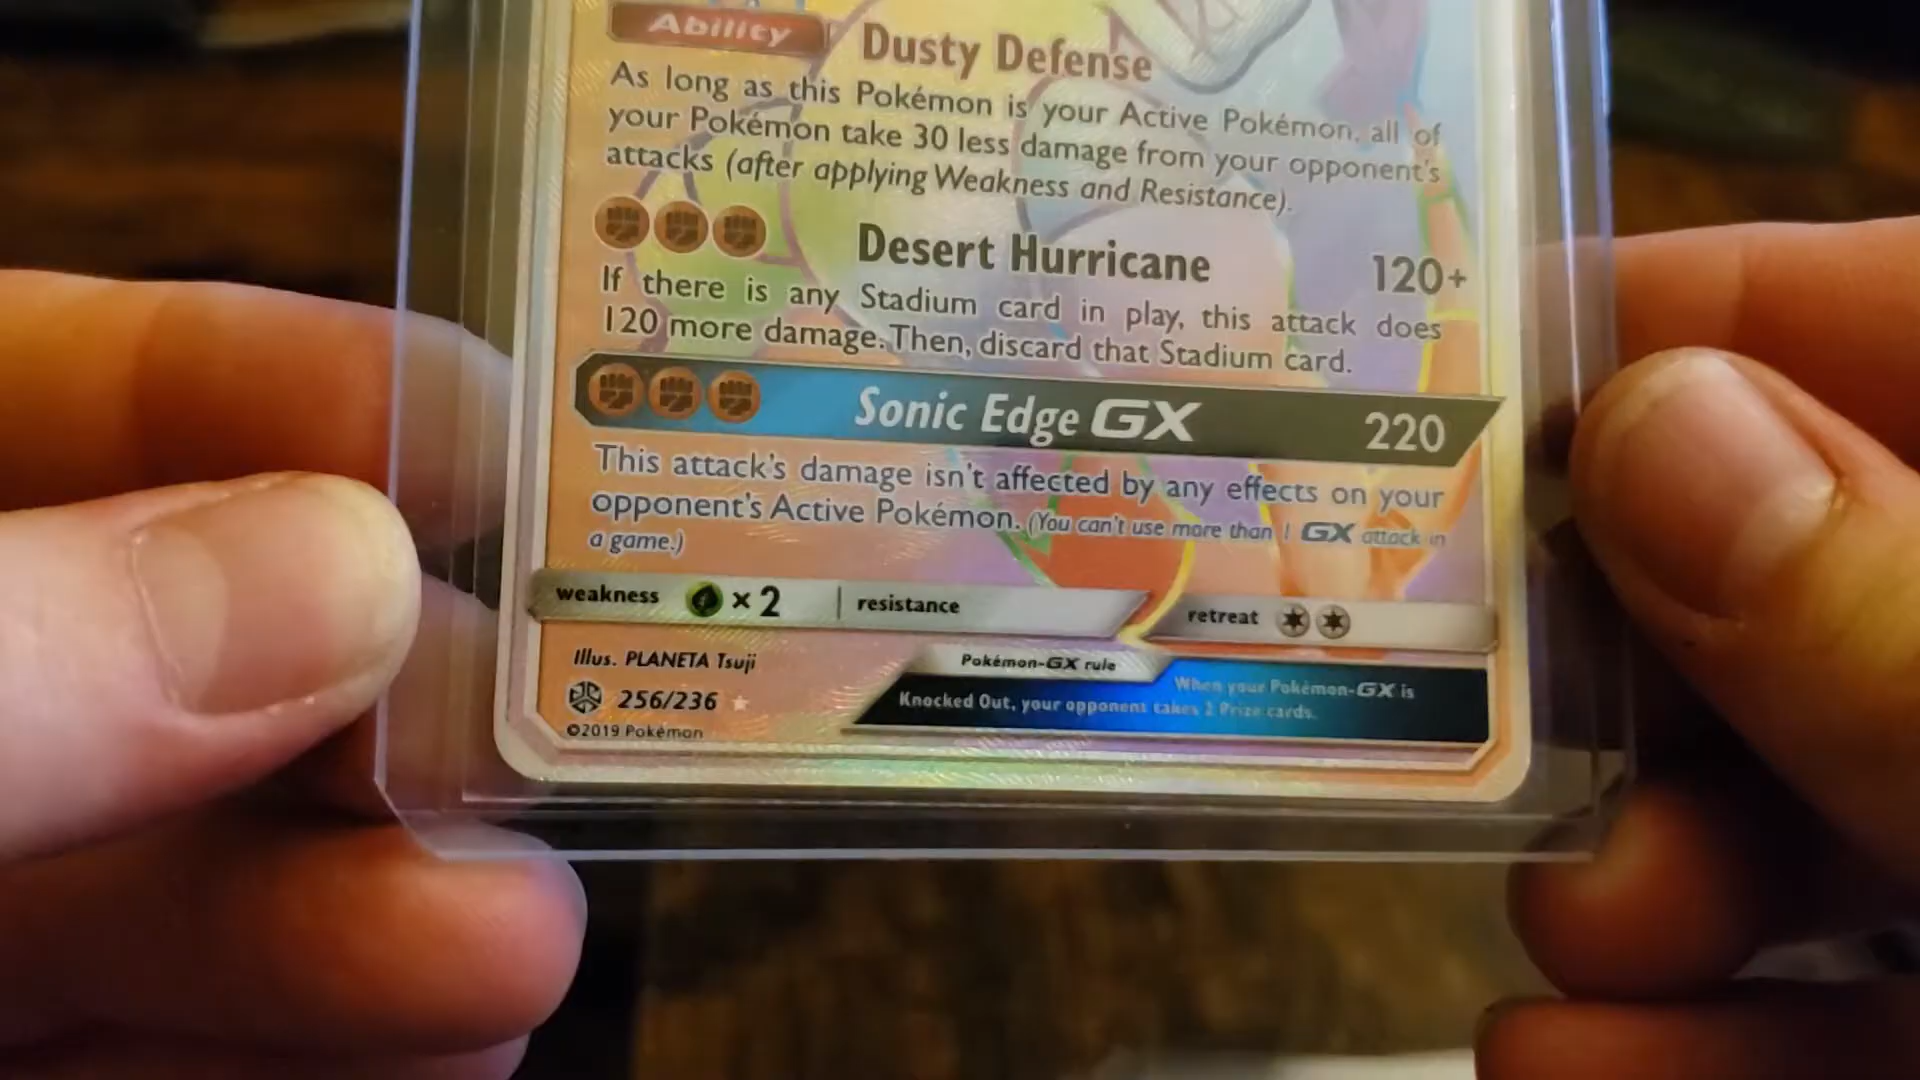 Ability Dusty Defense
As long as this Pokémon is your Active Pokémon, all of
your Pokémon take 30 less damage from your opponent's
attacks (after applying Weakness and Resistance).
Desert Hurricane 120+
If there is any Stadium card in play, this attack does
120 more damage. Then, discard that Stadium card.
Sonic Edge GX 220
This attack's damage isn't affected by any effects on your
opponent's Active Pokémon. (You can't use more than 1 GX attack in
a game.)
weakness ×2 resistance retreat
Illus. PLANETA Tsuji
Pokémon-GX rule
When your Pokémon-GX is
Knocked Out, your opponent takes 2 Prize cards.
256/236
©2019 Pokémon